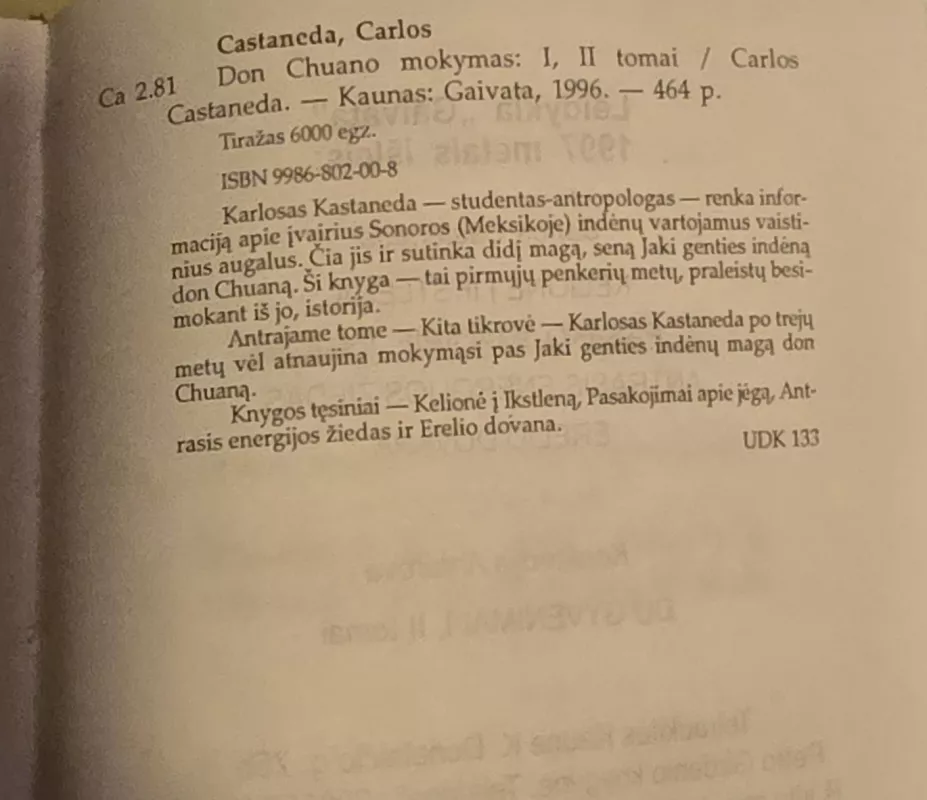 Castaneda, Carlos
Ca 2.81 Don Chuano mokymas: I, II tomai / Carlos
Castaneda. — Kaunas: Gaivata, 1996. — 464 p.
Tiražas 6000 egz.
ISBN 9986-802-00-8
Karlosas Kastaneda — studentas-antropologas — renka infor-
maciją apie įvairius Sonoros (Meksikoje) indėnų vartojamus vaisti-
nius augalus. Čia jis ir sutinka didį magą, seną Jaki genties indėną
don Chuaną. Ši knyga — tai pirmųjų penkerių metų, praleistų besi-
mokant iš jo, istorija.
Antrajame tome — Kita tikrovė — Karlosas Kastaneda po trejų
metų vėl atnaujina mokymąsi pas Jaki genties indėnų magą don
Chuaną.
Knygos tęsiniai — Kelionė į Ikstleną, Pasakojimai apie jėgą, Ant-
rasis energijos žiedas ir Erelio dovana.
UDK 133